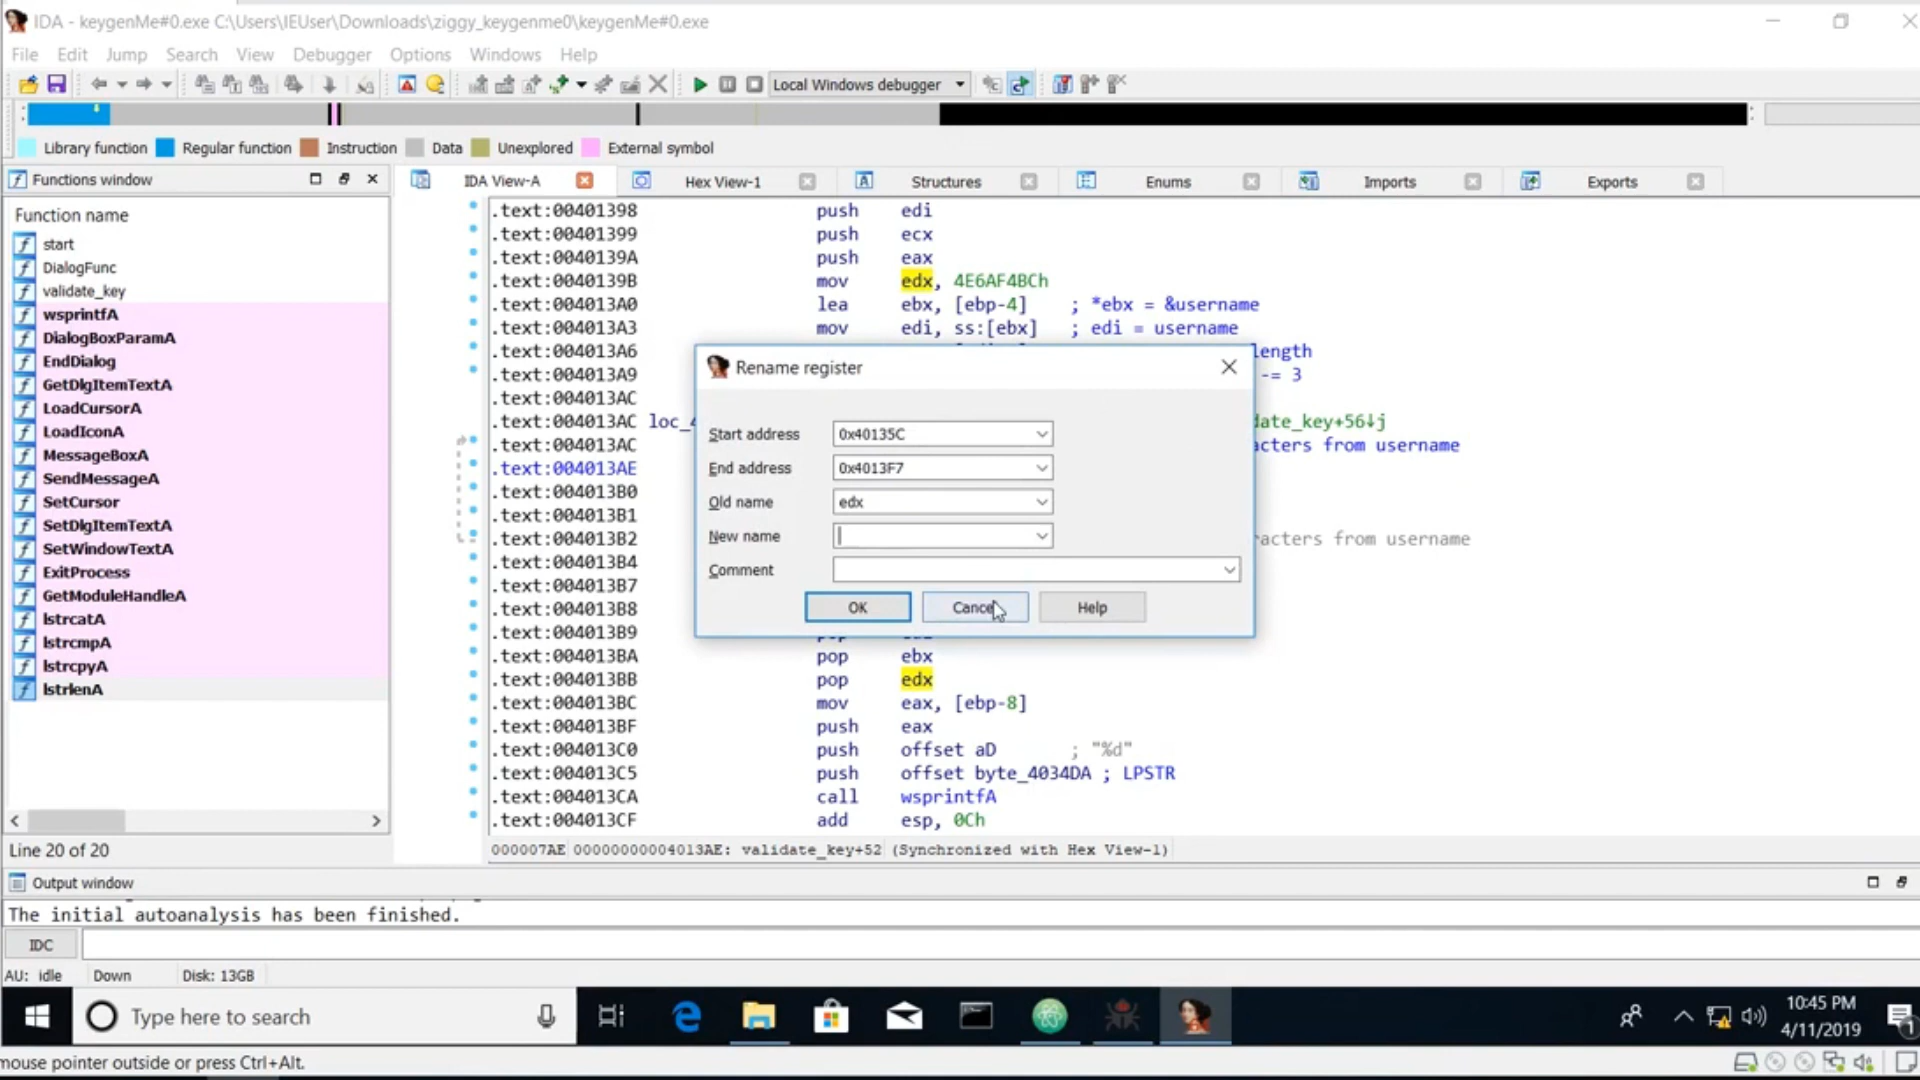 IDA - keygenMe#0.exe C:\Users\IEUser\Downloads\ziggy_keygenme0\keygenMe#0.exe
File Edit Jump Search View Debugger Options Windows Help
Local Windows debugger
Library function Regular function Instruction Data Unexplored External symbol
Functions window
IDA View-A Hex View-1 Structures Enums Imports Exports
Function name
start
DialogFunc
validate_key
wsprintfA
DialogBoxParamA
EndDialog
GetDlgItemTextA
LoadCursorA
LoadIconA
MessageBoxA
SendMessageA
SetCursor
SetDlgItemTextA
SetWindowTextA
ExitProcess
GetModuleHandleA
lstrcatA
lstrcmpA
lstrcpyA
lstrlenA
Line 20 of 20
.text:00401398 push edi
.text:00401399 push ecx
.text:0040139A push eax
.text:0040139B mov edx, 4E6AF4BCh
.text:004013A0 lea ebx, [ebp-4] ; *ebx = &username
.text:004013A3 mov edi, ss:[ebx] ; edi = username
.text:004013A6 length
.text:004013A9 -= 3
.text:004013AC
.text:004013AC loc_4 date_key+56↓j
.text:004013AC acters from username
.text:004013AE
.text:004013B0
.text:004013B1
.text:004013B2 racters from username
.text:004013B4
.text:004013B7
.text:004013B8
.text:004013B9 pop
.text:004013BA pop ebx
.text:004013BB pop edx
.text:004013BC mov eax, [ebp-8]
.text:004013BF push eax
.text:004013C0 push offset aD ; "%d"
.text:004013C5 push offset byte_4034DA ; LPSTR
.text:004013CA call wsprintfA
.text:004013CF add esp, 0Ch
000007AE 00000000004013AE: validate_key+52 (Synchronized with Hex View-1)
Rename register
Start address 0x40135C
End address 0x4013F7
Old name edx
New name
Comment
OK Cancel Help
Output window
The initial autoanalysis has been finished.
IDC
AU: idle Down Disk: 13GB
Type here to search
10:45 PM
4/11/2019
1
mouse pointer outside or press Ctrl+Alt.